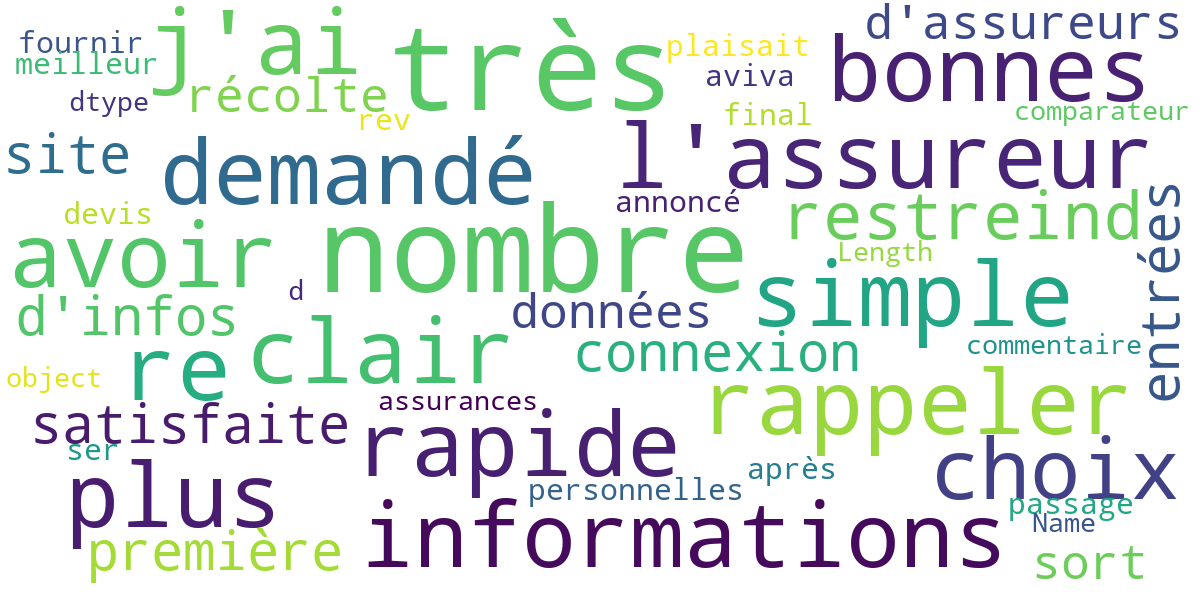 d'assureurs
j'ai
très
fournir
plaisait
bonnes
meilleur
aviva
récolte
dtype
final
comparateur
rev
l'assureur
site
demandé
entrées
annoncé
restreind
devis
nombre
avoir
Length
simple
d
d'infos
données
clair
re
connexion
commentaire
object
rappeler
assurances
satisfaite
rapide
ser
choix
plus
après
personnelles
passage
informations
Name
première
sort